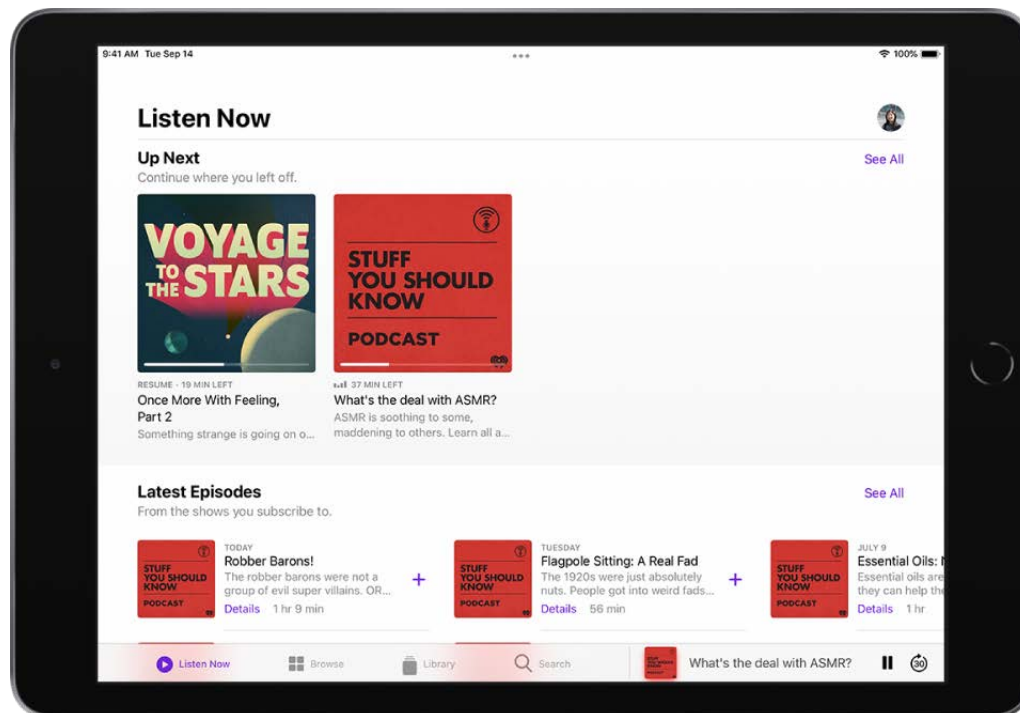 9:41 AM Tue Sep 14
100%
Listen Now
Up Next
See All
Continue where you left off.
VOYAGE
TO
THE STARS
STUFF
YOU SHOULD
KNOW
PODCAST
RESUME · 19 MIN LEFT
Once More With Feeling,
Part 2
Something strange is going on o...
37 MIN LEFT
What's the deal with ASMR?
ASMR is soothing to some,
maddening to others. Learn all a...
Latest Episodes
See All
From the shows you subscribe to.
STUFF
YOU SHOULD
KNOW
PODCAST
TODAY
Robber Barons!
The robber barons were not a
group of evil super villains. OR...
Details 1 hr 9 min
STUFF
YOU SHOULD
KNOW
PODCAST
TUESDAY
Flagpole Sitting: A Real Fad
The 1920s were just absolutely
nuts. People got into weird fads...
Details 56 min
STUFF
YOU SHOULD
KNOW
PODCAST
JULY 9
Essential Oils:
Essential oils are
they can help the
Details 1 hr
Listen Now
Browse
Library
Search
What's the deal with ASMR?
30